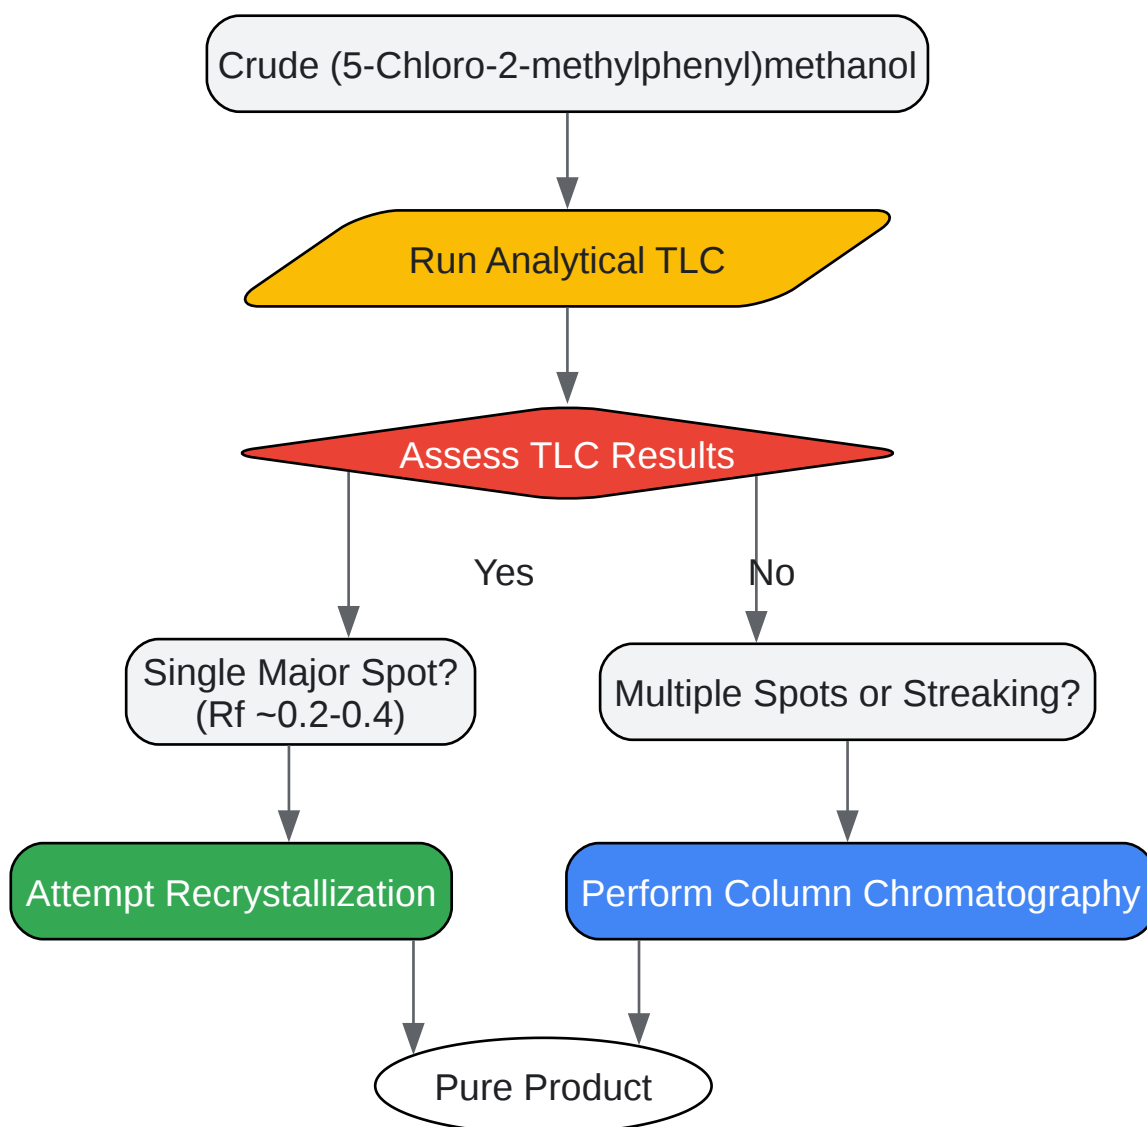 Crude (5-Chloro-2-methylphenyl)methanol
Run Analytical TLC
Assess TLC Results
Yes
No
Single Major Spot?
(Rf ~0.2-0.4)
Multiple Spots or Streaking?
Attempt Recrystallization
Perform Column Chromatography
Pure Product